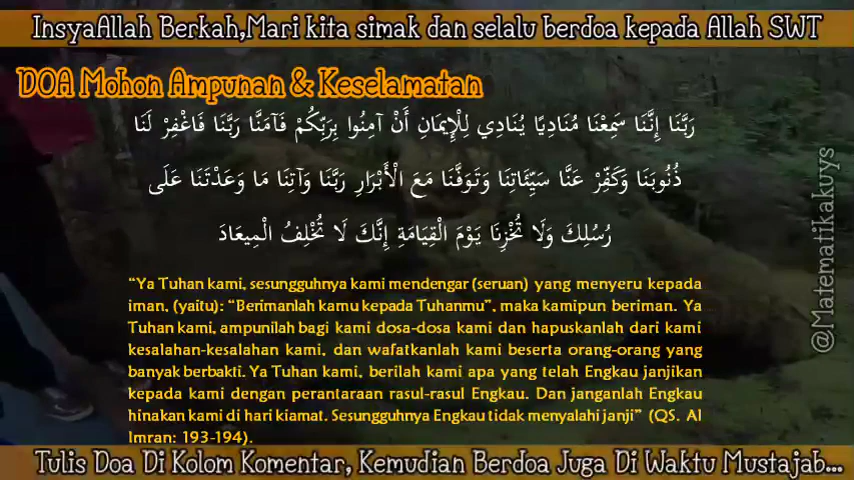 InsyaAllah Berkah,Mari kita simak dan selalu berdoa kepada Allah SWT
DOA Mohon Ampunan & Keselamatan
رَبَّنَا إِنَّنَا سَمِعْنَا مُنَادِيًا يُنَادِي لِلْإِيمَانِ أَنْ آمِنُوا بِرَبِّكُمْ فَآمَنَّا رَبَّنَا فَاغْفِرْ لَنَا
ذُنُوبَنَا وَكَفِّرْ عَنَّا سَيِّئَاتِنَا وَتَوَفَّنَا مَعَ الْأَبْرَارِ رَبَّنَا وَآتِنَا مَا وَعَدْتَنَا عَلَى
رُسُلِكَ وَلَا تُخْزِنَا يَوْمَ الْقِيَامَةِ إِنَّكَ لَا تُخْلِفُ الْمِيعَادَ
“Ya Tuhan kami, sesungguhnya kami mendengar (seruan) yang menyeru kepada
iman, (yaitu): “Berimanlah kamu kepada Tuhanmu”, maka kamipun beriman. Ya
Tuhan kami, ampunilah bagi kami dosa-dosa kami dan hapuskanlah dari kami
kesalahan-kesalahan kami, dan wafatkanlah kami beserta orang-orang yang
banyak berbakti. Ya Tuhan kami, berilah kami apa yang telah Engkau janjikan
kepada kami dengan perantaraan rasul-rasul Engkau. Dan janganlah Engkau
hinakan kami di hari kiamat. Sesungguhnya Engkau tidak menyalahi janji” (QS. Al
Imran: 193-194).
@Matematikakuys
Tulis Doa Di Kolom Komentar, Kemudian Berdoa Juga Di Waktu Mustajab...